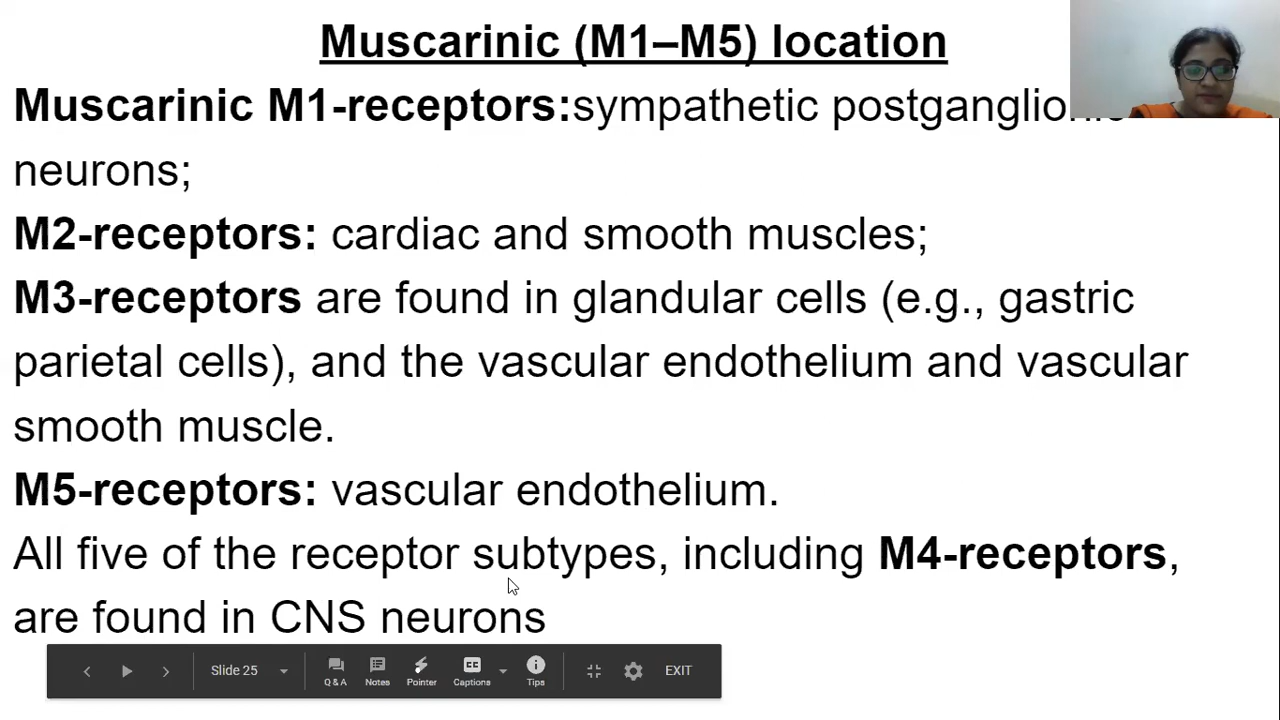 Muscarinic (M1–M5) location
Muscarinic M1-receptors:sympathetic
neurons;
M2-receptors: cardiac and smooth muscles;
M3-receptors are found in glandular cells (e.g., gastric
parietal cells), and the vascular endothelium and vascular
smooth muscle.
M5-receptors: vascular endothelium.
All five of the receptor subtypes, including M4-receptors,
are found in CNS neurons
Slide 25
Q & A Notes Pointer Captions Tips EXIT